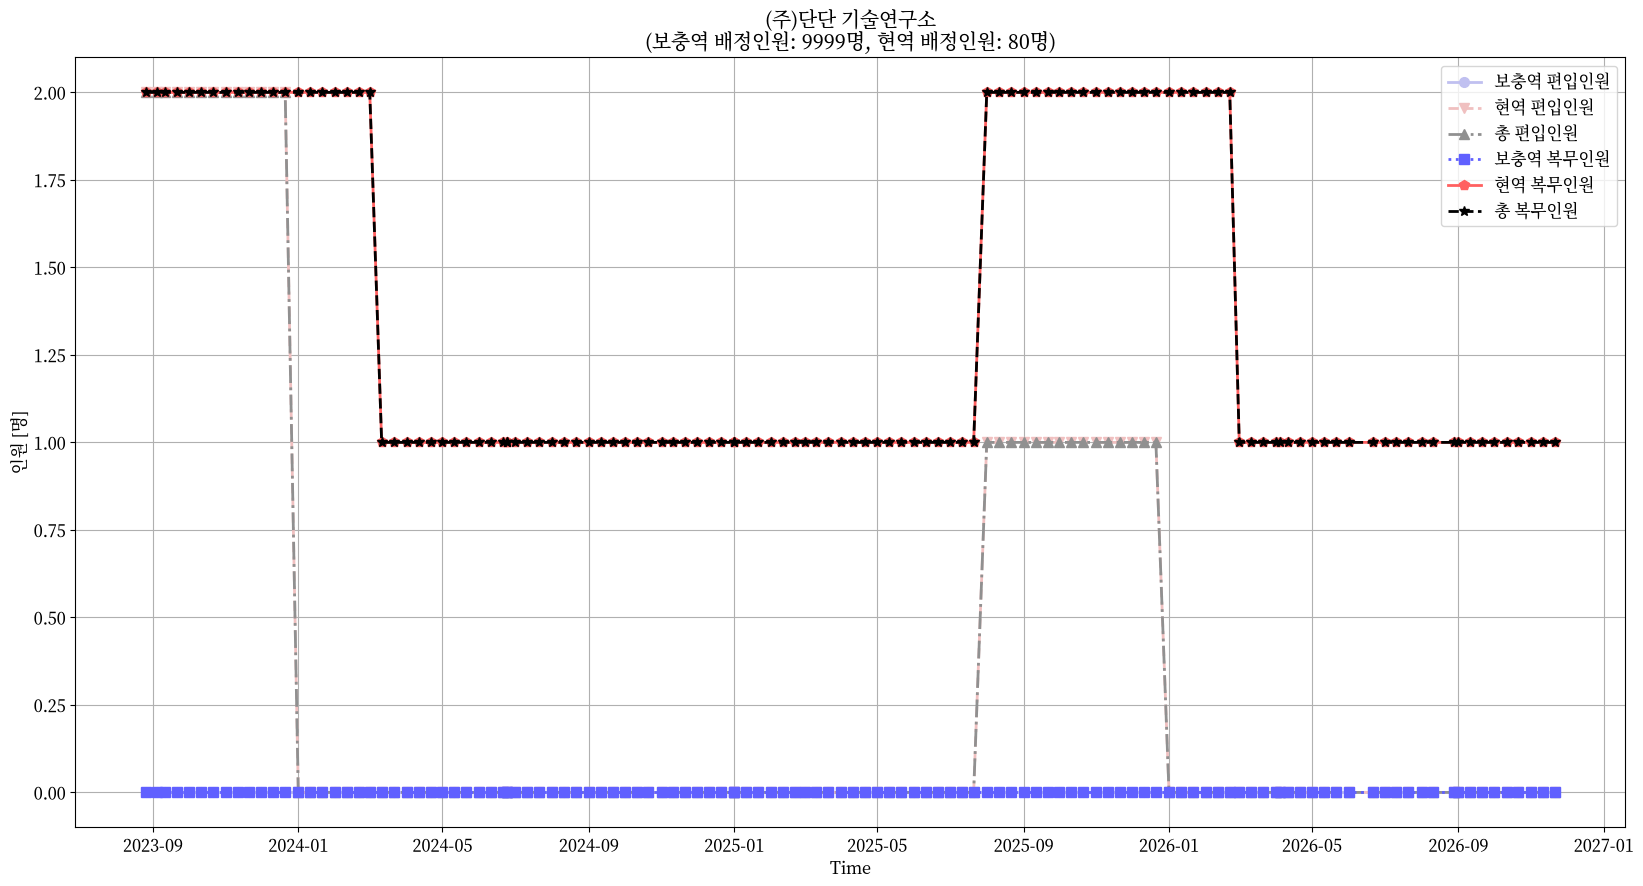 (주)단단 기술연구소
(보충역 배정인원: 9999명, 현역 배정인원: 80명)
보충역 편입인원
현역 편입인원
총 편입인원
보충역 복무인원
현역 복무인원
총 복무인원
인원 [명]
2.00
1.75
1.50
1.25
1.00
0.75
0.50
0.25
0.00
2023-09
2024-01
2024-05
2024-09
2025-01
2025-05
2025-09
2026-01
2026-05
2026-09
2027-01
Time